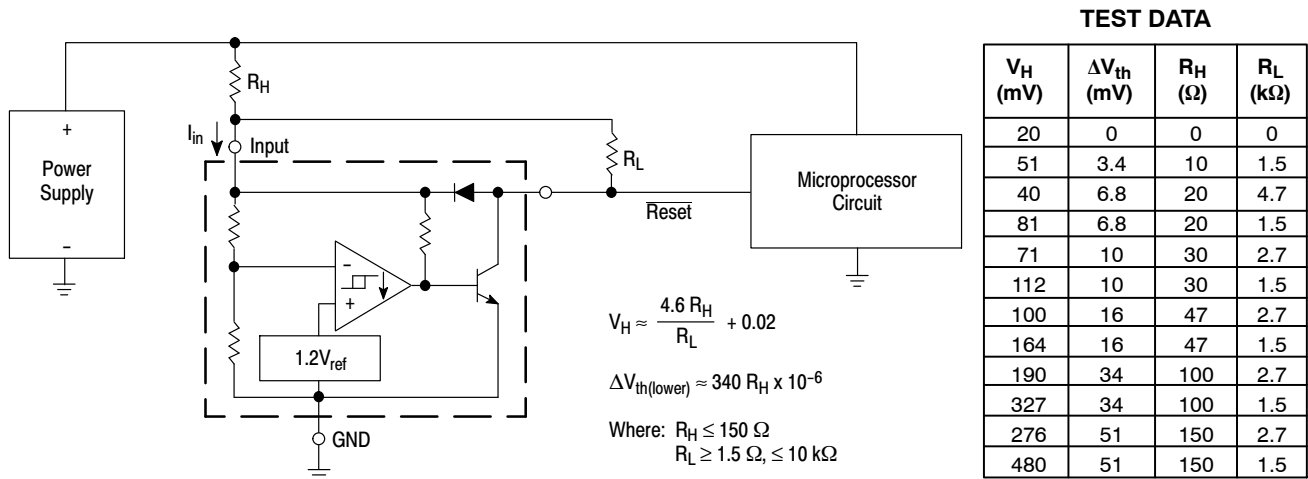 TEST DATA
V_H (mV) ΔV_th (mV) R_H (Ω) R_L (kΩ)
20 0 0 0
51 3.4 10 1.5
40 6.8 20 4.7
81 6.8 20 1.5
71 10 30 2.7
112 10 30 1.5
100 16 47 2.7
164 16 47 1.5
190 34 100 2.7
327 34 100 1.5
276 51 150 2.7
480 51 150 1.5
R_H
I_in
Input
R_L
+
Power
Supply
−
Reset
Microprocessor
Circuit
−
+
1.2V_ref
GND
V_H ≈ 4.6 R_H / R_L + 0.02
ΔV_th(lower) ≈ 340 R_H x 10⁻⁶
Where: R_H ≤ 150 Ω
R_L ≥ 1.5 Ω, ≤ 10 kΩ